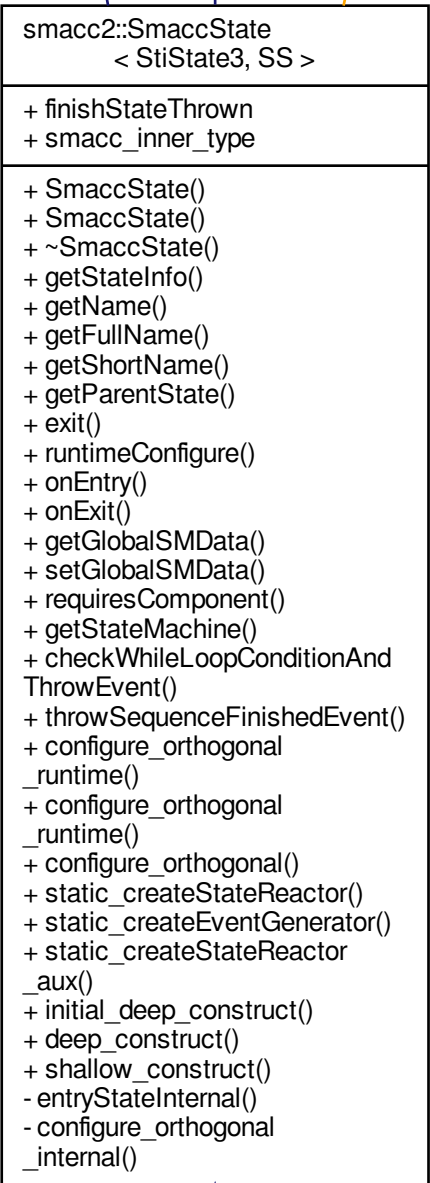 smacc2::SmaccState
< StiState3, SS >
+ finishStateThrown
+ smacc_inner_type
+ SmaccState()
+ SmaccState()
+ ~SmaccState()
+ getStateInfo()
+ getName()
+ getFullName()
+ getShortName()
+ getParentState()
+ exit()
+ runtimeConfigure()
+ onEntry()
+ onExit()
+ getGlobalSMData()
+ setGlobalSMData()
+ requiresComponent()
+ getStateMachine()
+ checkWhileLoopConditionAnd
ThrowEvent()
+ throwSequenceFinishedEvent()
+ configure_orthogonal
_runtime()
+ configure_orthogonal
_runtime()
+ configure_orthogonal()
+ static_createStateReactor()
+ static_createEventGenerator()
+ static_createStateReactor
_aux()
+ initial_deep_construct()
+ deep_construct()
+ shallow_construct()
- entryStateInternal()
- configure_orthogonal
_internal()